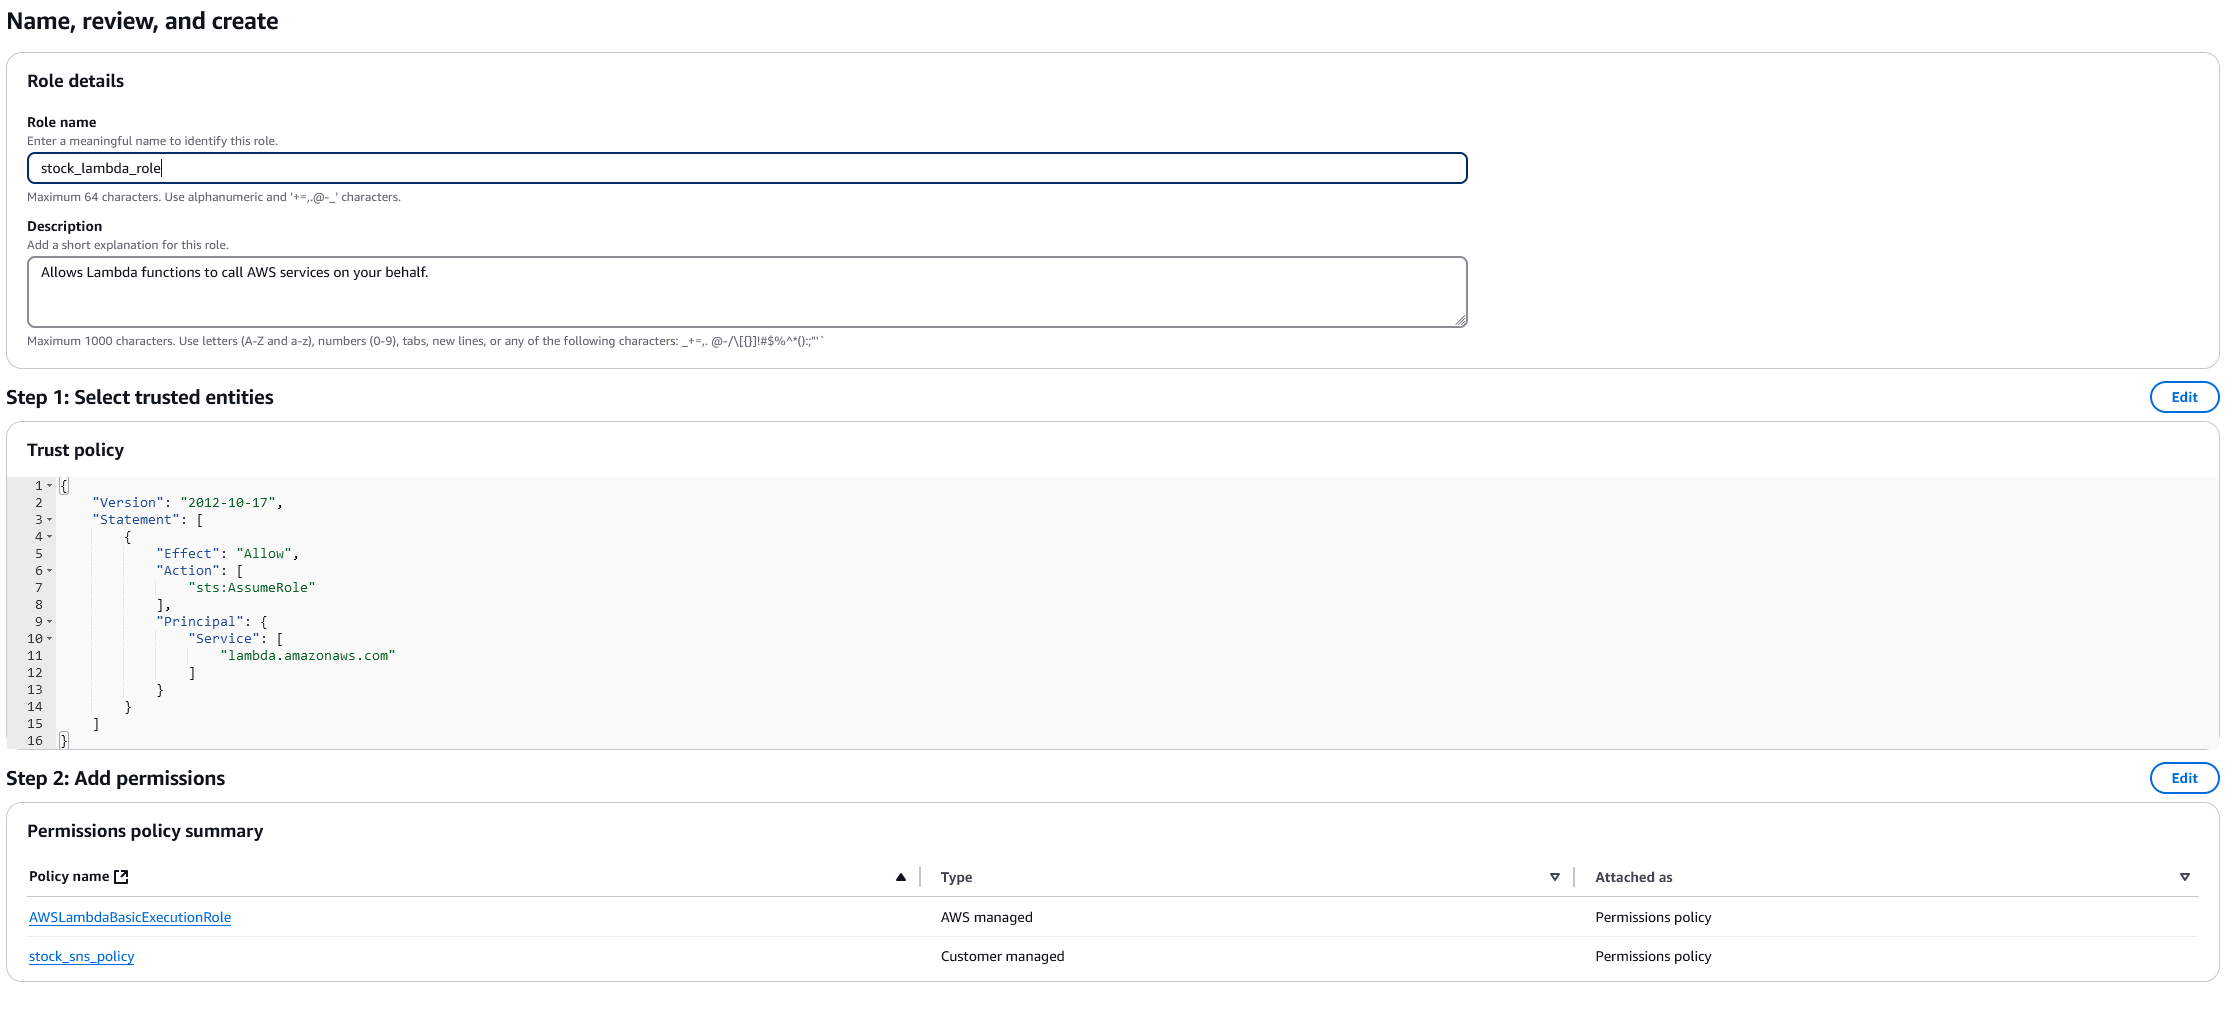 Name, review, and create
Role details
Role name
Enter a meaningful name to identify this role.
stock_lambda_role
Maximum 64 characters. Use alphanumeric and '+=,.@-_' characters.
Description
Add a short explanation for this role.
Allows Lambda functions to call AWS services on your behalf.
Maximum 1000 characters. Use letters (A-Z and a-z), numbers (0-9), tabs, new lines, or any of the following characters: _+=,. @-/\[{}]!#$%^*();:"'`
Step 1: Select trusted entities
Edit
Trust policy
1 {
2     "Version": "2012-10-17",
3     "Statement": [
4         {
5             "Effect": "Allow",
6             "Action": [
7                 "sts:AssumeRole"
8             ],
9             "Principal": {
10                 "Service": [
11                     "lambda.amazonaws.com"
12                 ]
13             }
14         }
15     ]
16 }
Step 2: Add permissions
Edit
Permissions policy summary
Policy name Type Attached as
AWSLambdaBasicExecutionRole AWS managed Permissions policy
stock_sns_policy Customer managed Permissions policy